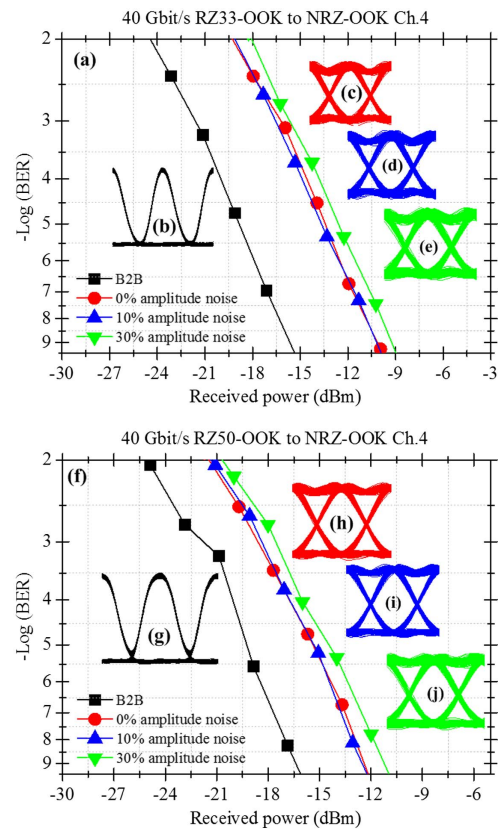 40 Gbit/s RZ33-OOK to NRZ-OOK Ch.4
2
3
4
5
6
7
8
9
-Log (BER)
(a)
(b)
(c)
(d)
(e)
B2B
0% amplitude noise
10% amplitude noise
30% amplitude noise
-30 -27 -24 -21 -18 -15 -12 -9 -6 -3
Received power (dBm)
40 Gbit/s RZ50-OOK to NRZ-OOK Ch.4
2
3
4
5
6
7
8
9
-Log (BER)
(f)
(g)
(h)
(i)
(j)
B2B
0% amplitude noise
10% amplitude noise
30% amplitude noise
-30 -27 -24 -21 -18 -15 -12 -9 -6 -3
Received power (dBm)